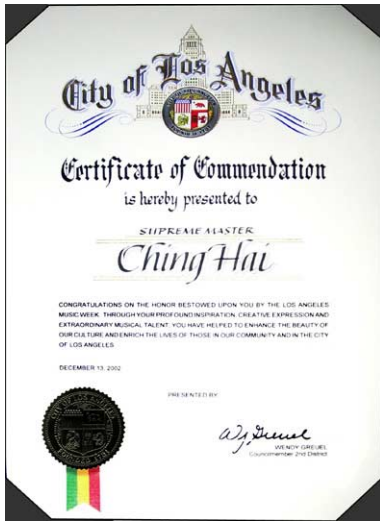 City of Los Angeles
Certificate of Commendation
is hereby presented to
SUPREME MASTER
Ching Hai
CONGRATULATIONS ON THE HONOR BESTOWED UPON YOU BY THE LOS ANGELES
MUSIC WEEK. THROUGH YOUR PROFOUND INSPIRATION, CREATIVE EXPRESSION AND
EXTRAORDINARY MUSICAL TALENT, YOU HAVE HELPED TO ENHANCE THE BEAUTY OF
OUR CULTURE AND ENRICH THE LIVES OF THOSE IN OUR COMMUNITY AND IN THE CITY
OF LOS ANGELES.
DECEMBER 13, 2002
PRESENTED BY
WENDY GREUEL
Councilmember 2nd District